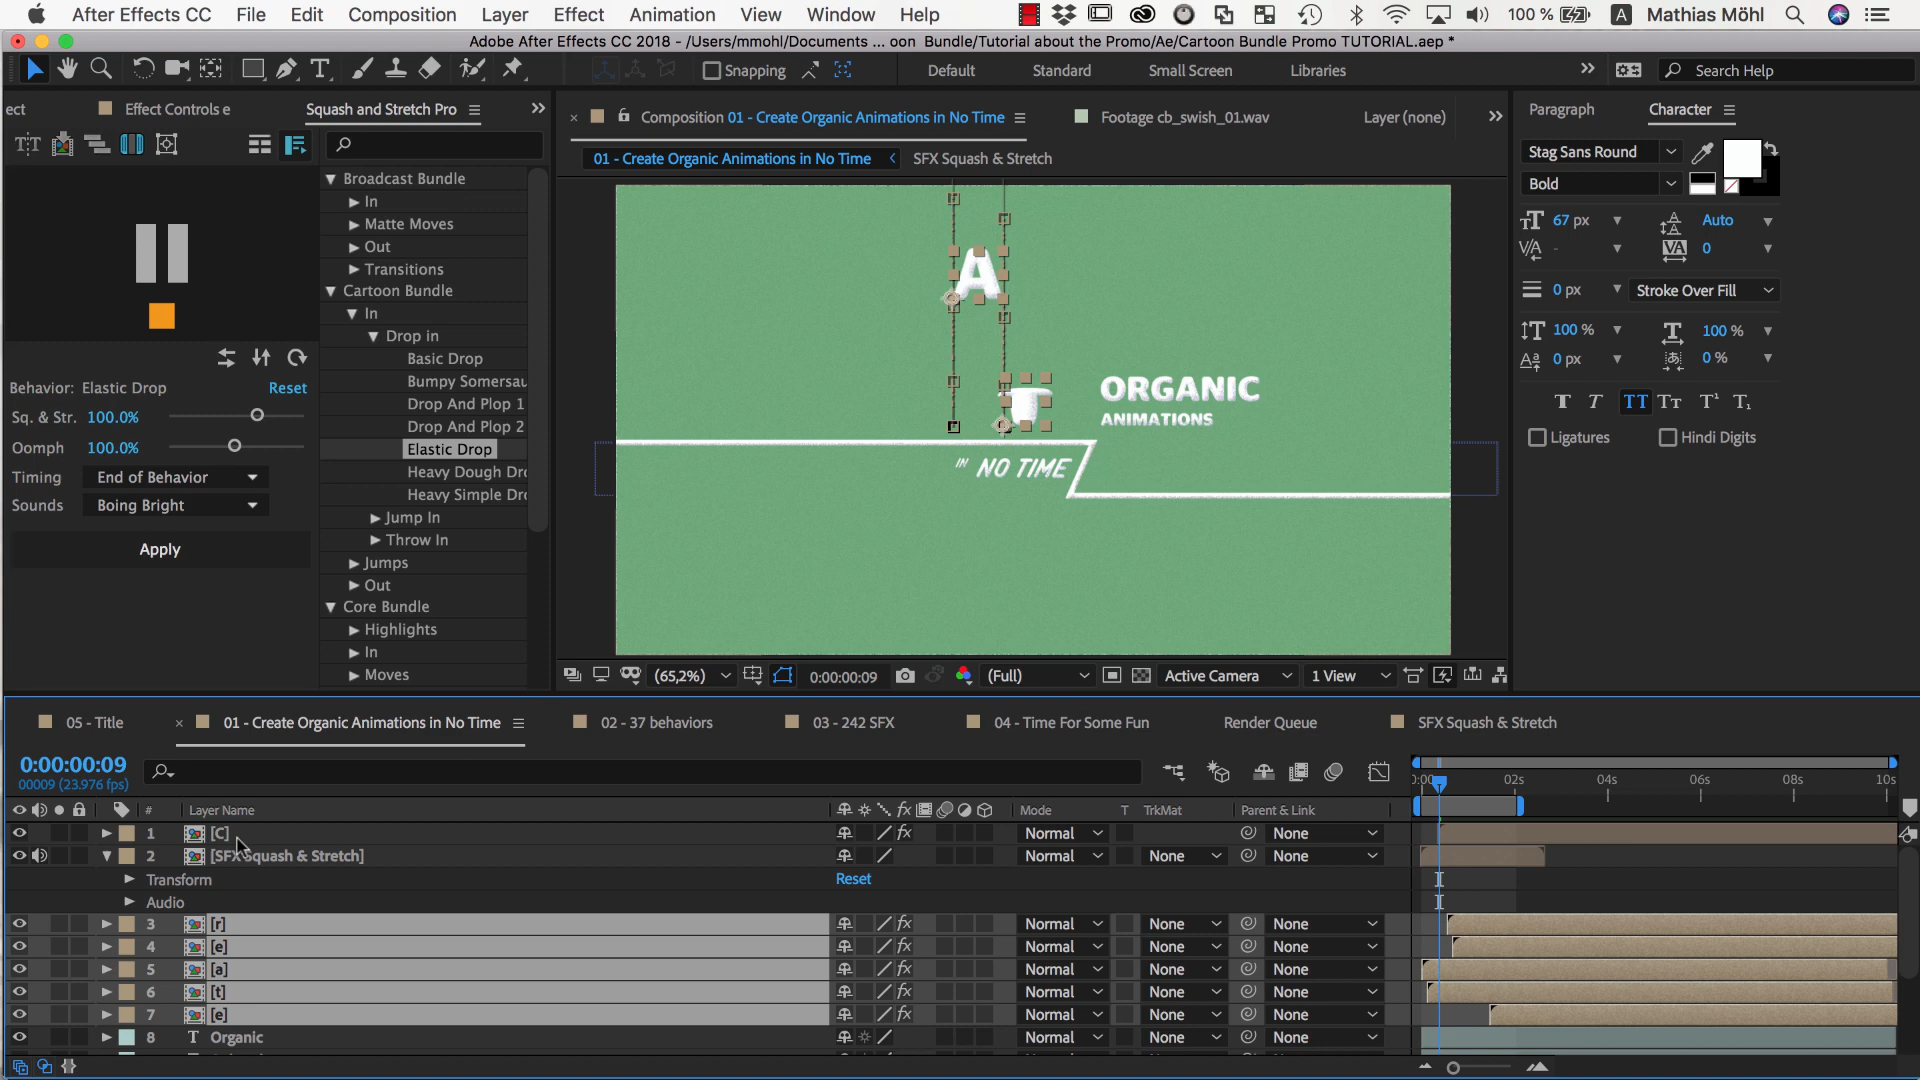 After Effects CC File Edit Composition Layer Effect Animation View Window Help 100 % A Mathias Möhl
Adobe After Effects CC 2018 - /Users/mmohl/Documents ... oon Bundle/Tutorial about the Promo/Ae/Cartoon Bundle Promo TUTORIAL.aep *
Snapping Default Standard Small Screen Libraries Search Help
ect Effect Controls e Squash and Stretch Pro
Composition 01 - Create Organic Animations in No Time Footage cb_swish_01.wav Layer (none)
01 - Create Organic Animations in No Time SFX Squash & Stretch
Broadcast Bundle
In
Matte Moves
Out
Transitions
Cartoon Bundle
In
Drop in
Basic Drop
Bumpy Somersau
Drop And Plop 1
Drop And Plop 2
Elastic Drop
Heavy Dough Dro
Heavy Simple Dro
Jump In
Throw In
Jumps
Out
Core Bundle
Highlights
In
Moves
Behavior: Elastic Drop Reset
Sq. & Str. 100.0%
Oomph 100.0%
Timing End of Behavior
Sounds Boing Bright
Apply
A
T
ORGANIC
ANIMATIONS
IN NO TIME
(65,2%) 0:00:00:09 (Full) Active Camera 1 View
Paragraph Character
Stag Sans Round
Bold
67 px Auto
- 0
0 px Stroke Over Fill
100 % 100 %
0 px 0 %
T T TT TT T¹ T₁
Ligatures Hindi Digits
05 - Title 01 - Create Organic Animations in No Time 02 - 37 behaviors 03 - 242 SFX 04 - Time For Some Fun Render Queue SFX Squash & Stretch
0:00:00:09
00009 (23.976 fps)
0:00 02s 04s 06s 08s 10s
# Layer Name Mode T TrkMat Parent & Link
1 [C] Normal None
2 [SFX Squash & Stretch] Normal None None
Transform Reset
Audio
3 [r] Normal None None
4 [e] Normal None None
5 [a] Normal None None
6 [t] Normal None None
7 [e] Normal None None
8 T Organic Normal None None